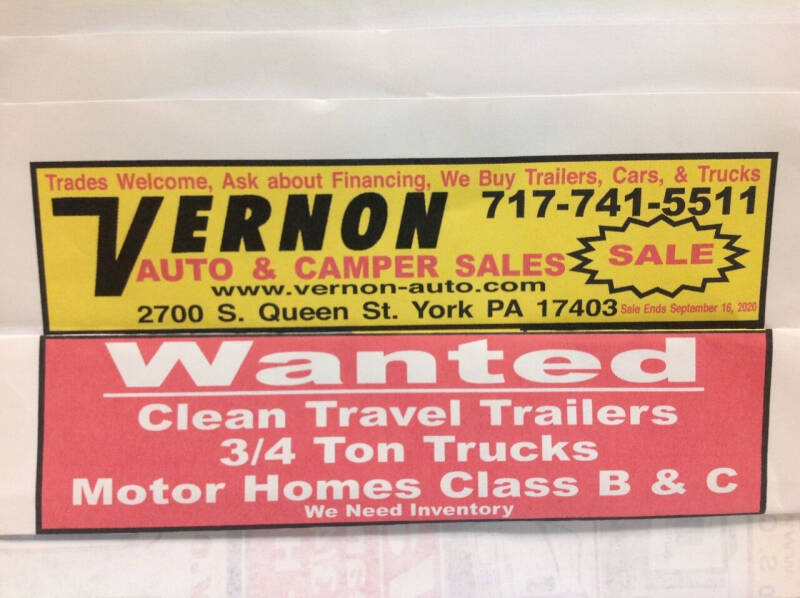 Trades Welcome, Ask about Financing, We Buy Trailers, Cars, & Trucks
VERNON
717-741-5511
AUTO & CAMPER SALES
SALE
www.vernon-auto.com
2700 S. Queen St. York PA 17403
Sale Ends September 16, 2020
Wanted
Clean Travel Trailers
3/4 Ton Trucks
Motor Homes Class B & C
We Need Inventory